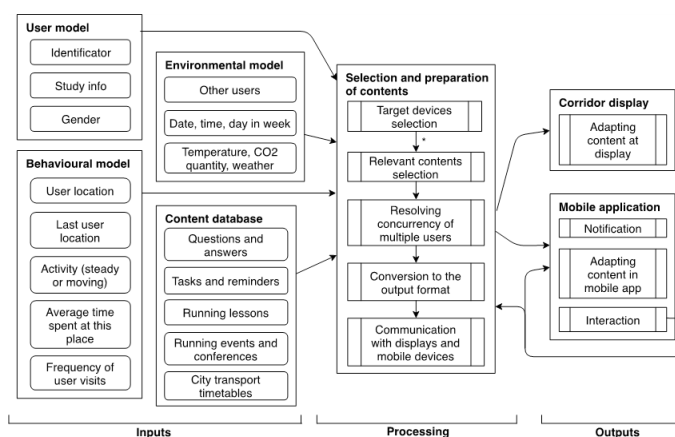 User model
Identificator
Study info
Gender
Behavioural model
User location
Last user
location
Activity (steady
or moving)
Average time
spent at this
place
Frequency of
user visits
Environmental model
Other users
Date, time, day in week
Temperature, CO2
quantity, weather
Content database
Questions and
answers
Tasks and reminders
Running lessons
Running events and
conferences
City transport
timetables
Selection and preparation
of contents
Target devices
selection
*
Relevant contents
selection
Resolving
concurrency of
multiple users
Conversion to the
output format
Communication
with displays and
mobile devices
Corridor display
Adapting
content at
display
Mobile application
Notification
Adapting
content in
mobile app
Interaction
Inputs
Processing
Outputs